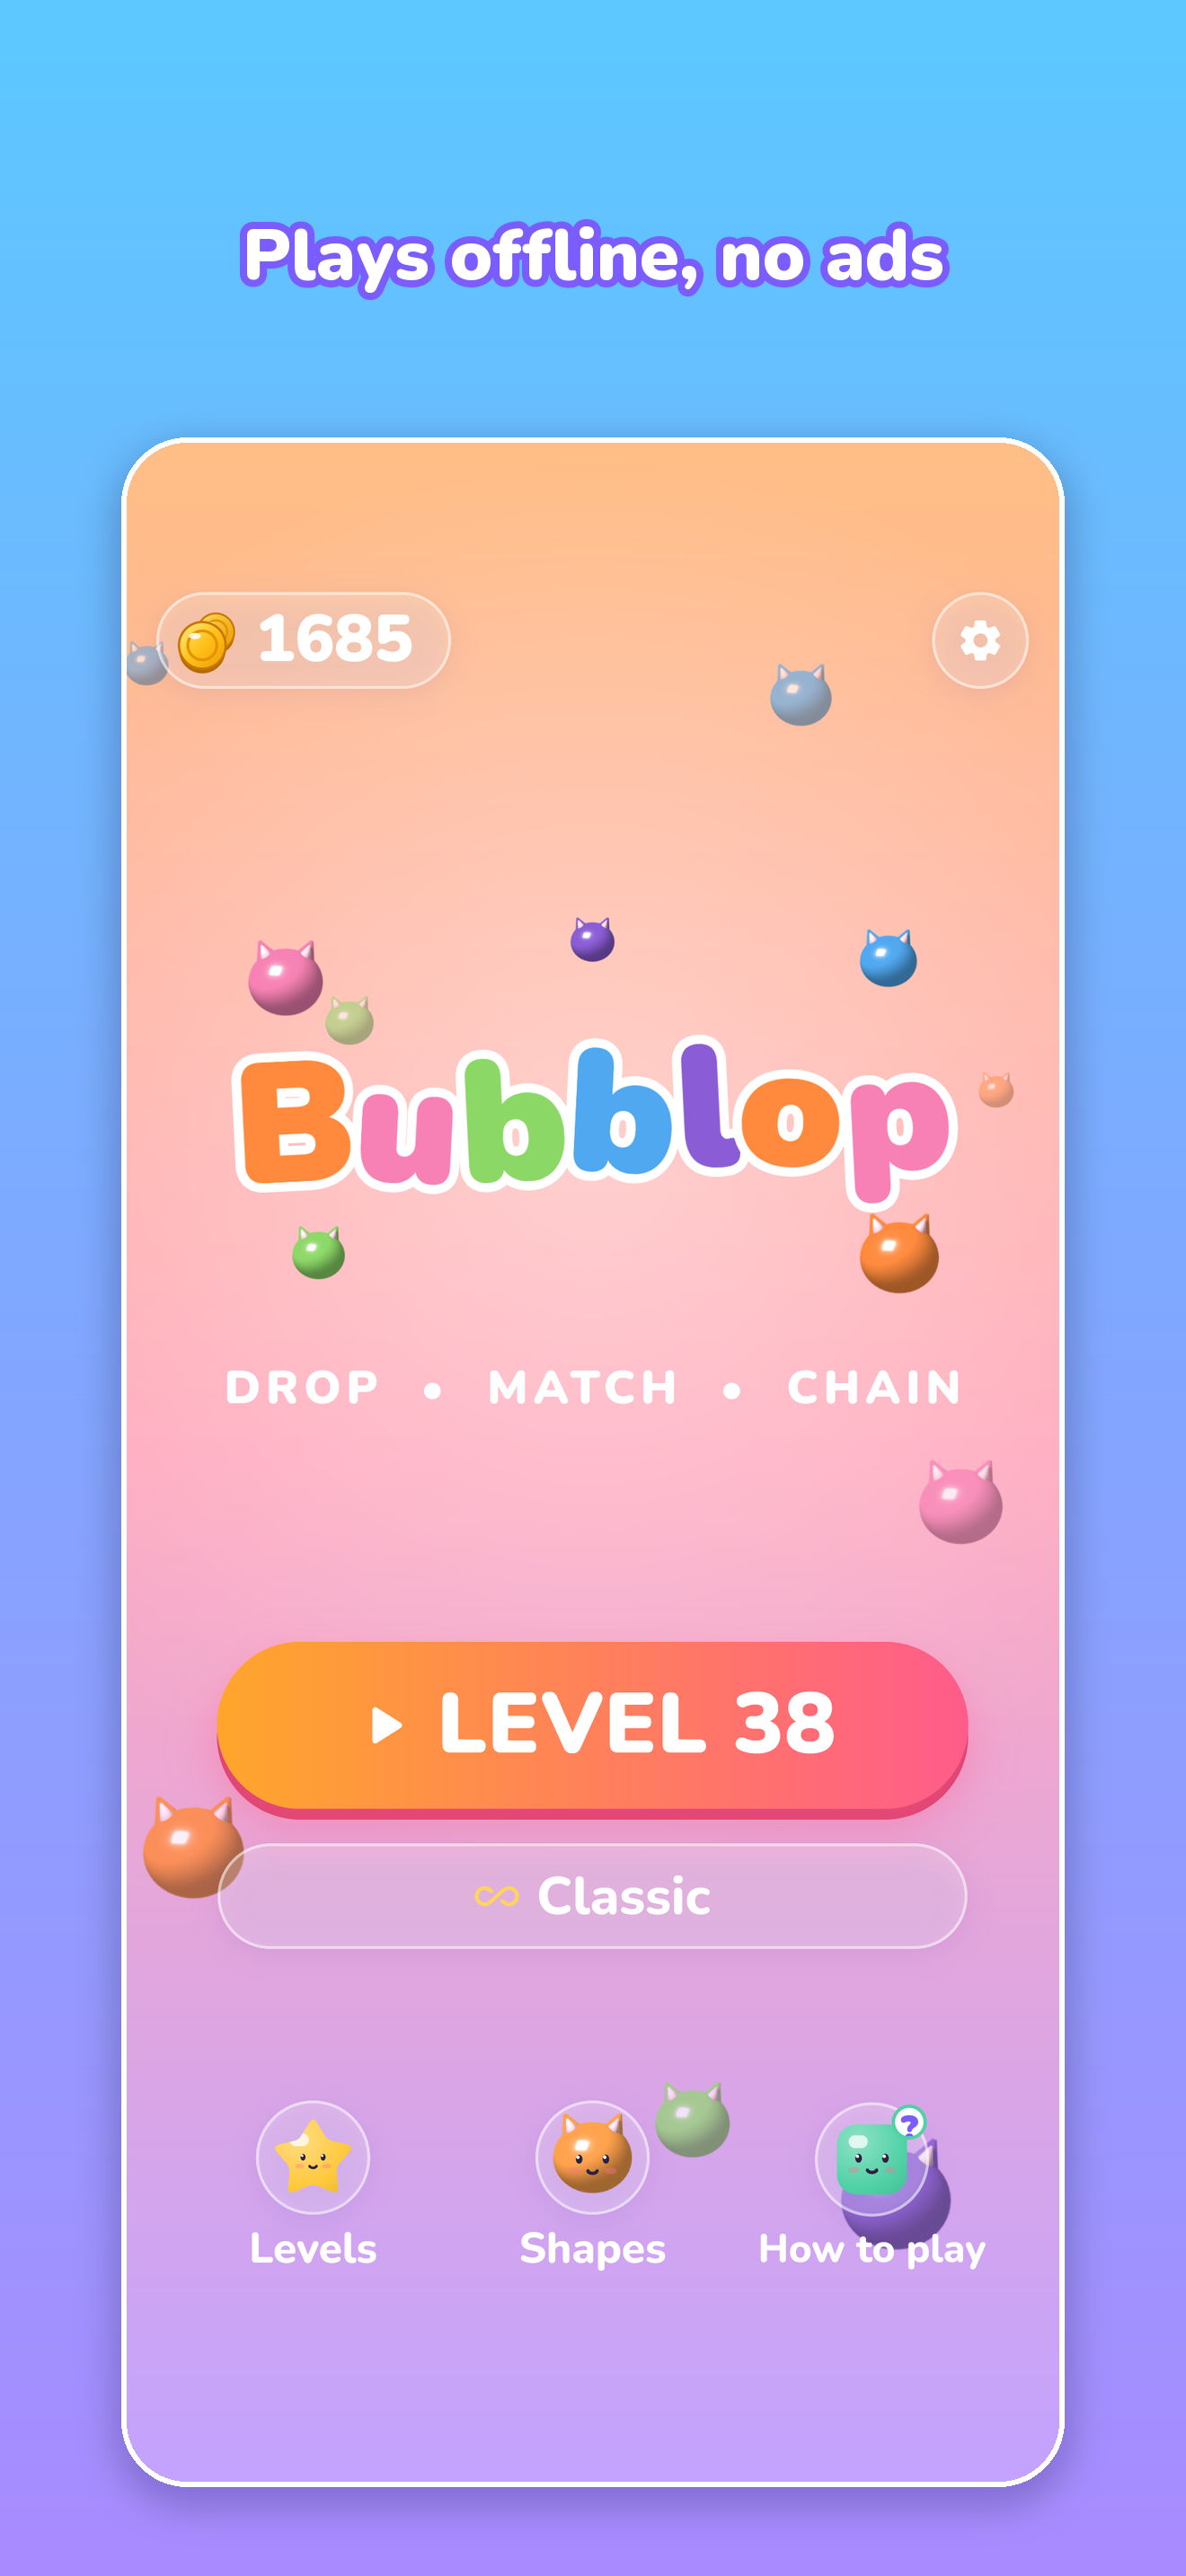 Plays offline, no ads
1685
Bubblop
DROP • MATCH • CHAIN
LEVEL 38
Classic
?
Levels
Shapes
How to play